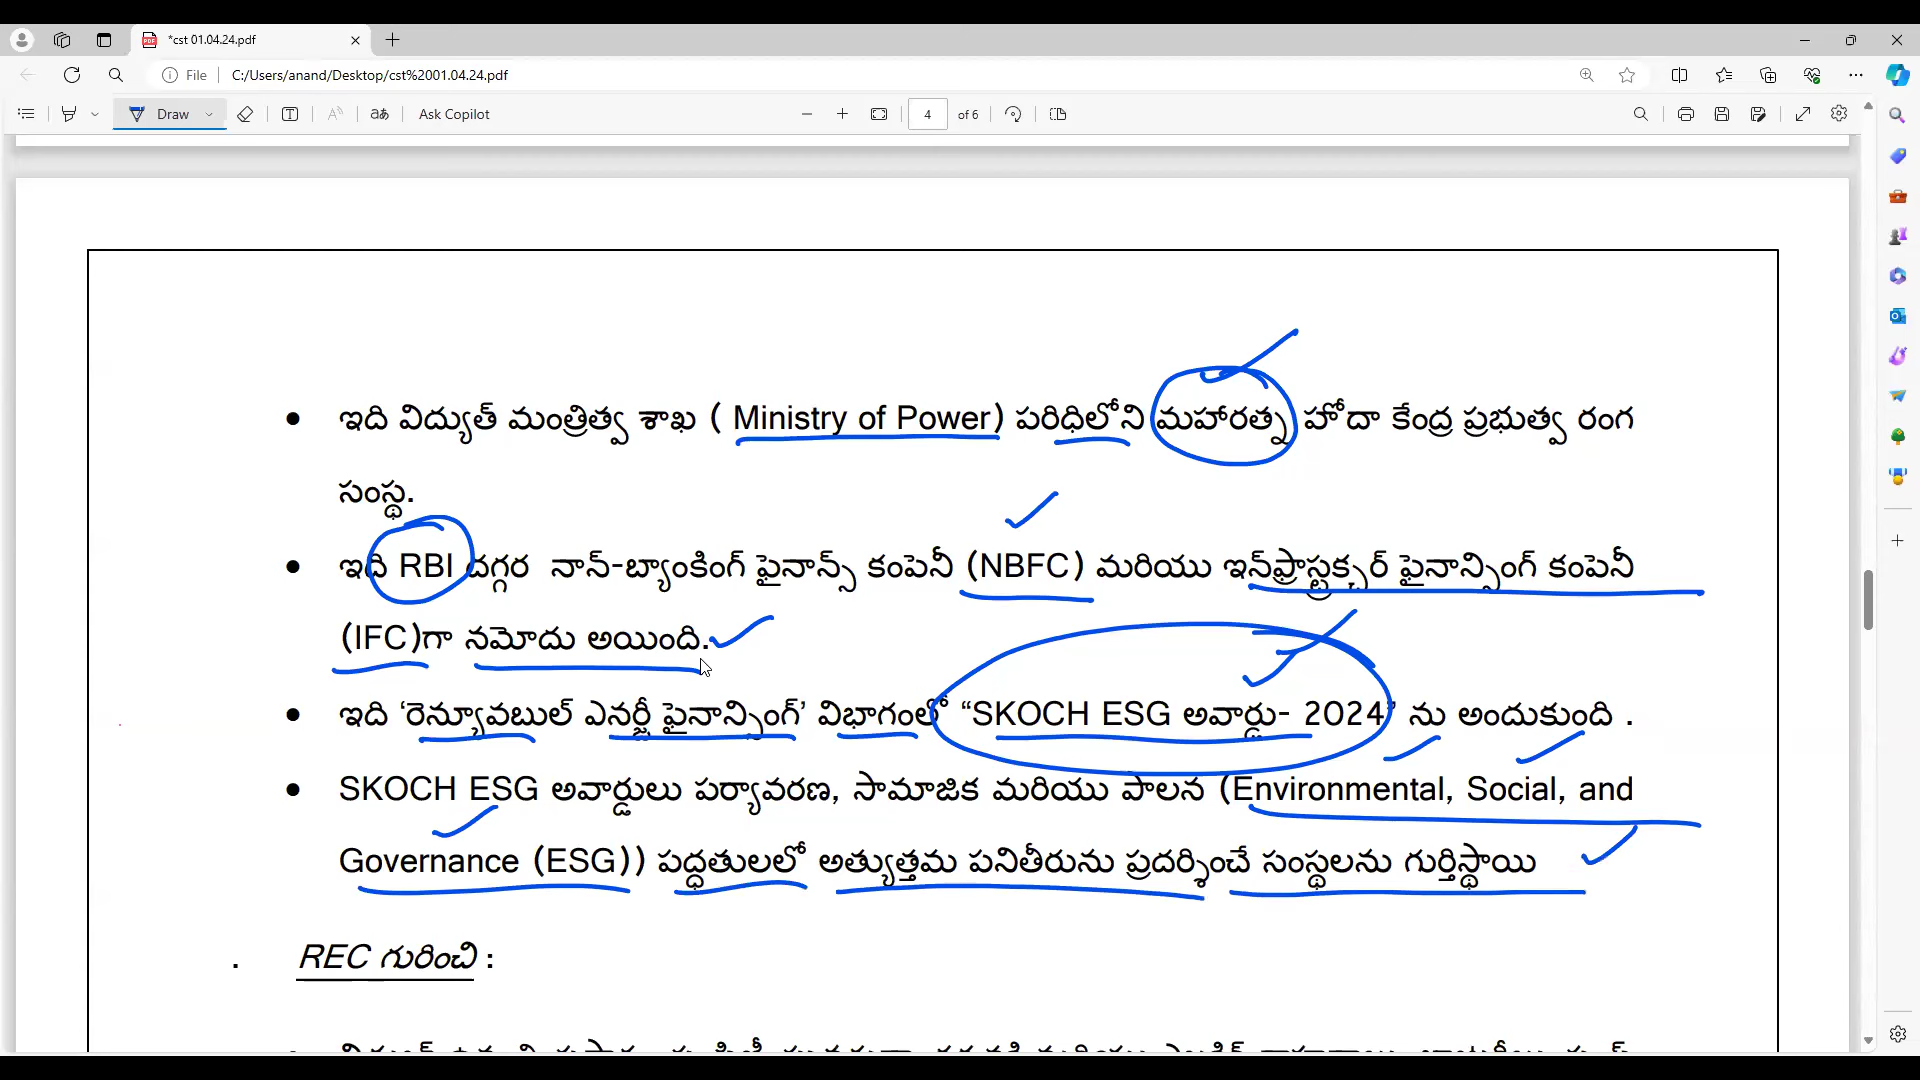 *cst 01.04.24.pdf
File
C:/Users/anand/Desktop/cst%2001.04.24.pdf
Draw
Ask Copilot
4 of 6
ఇది విద్యుత్ మంత్రిత్వ శాఖ ( Ministry of Power) పరిధిలోని మహారత్న హోదా కేంద్ర ప్రభుత్వ రంగ
సంస్థ.
ఇది RBI దగ్గర నాన్-బ్యాంకింగ్ ఫైనాన్స్ కంపెనీ (NBFC) మరియు ఇన్‌ఫ్రాస్ట్రక్చర్ ఫైనాన్సింగ్ కంపెనీ
(IFC)గా నమోదు అయింది.
ఇది ‘రెన్యూవబుల్ ఎనర్జీ ఫైనాన్సింగ్’ విభాగంలో “SKOCH ESG అవార్డు- 2024” ను అందుకుంది .
SKOCH ESG అవార్డులు పర్యావరణ, సామాజిక మరియు పాలన (Environmental, Social, and
Governance (ESG)) పద్ధతులలో అత్యుత్తమ పనితీరును ప్రదర్శించే సంస్థలను గుర్తిస్థాయి
. REC గురించి :